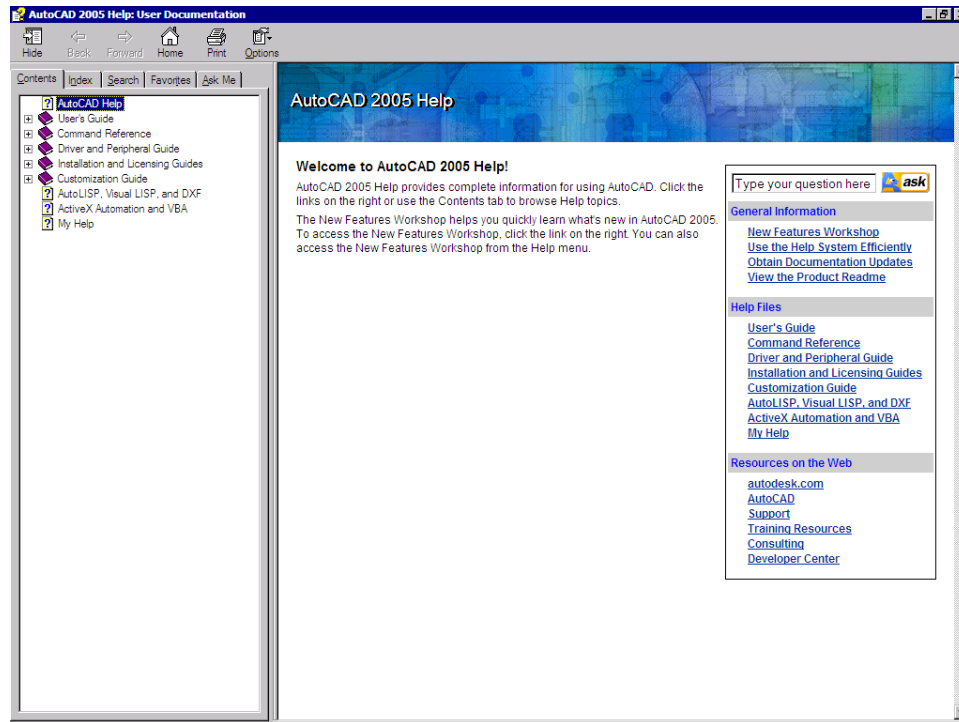 AutoCAD 2005 Help: User Documentation
Hide Back Forward Home Print Options
Contents Index Search Favorites Ask Me
AutoCAD Help
User's Guide
Command Reference
Driver and Peripheral Guide
Installation and Licensing Guides
Customization Guide
AutoLISP, Visual LISP, and DXF
ActiveX Automation and VBA
My Help
AutoCAD 2005 Help
Welcome to AutoCAD 2005 Help!
AutoCAD 2005 Help provides complete information for using AutoCAD. Click the
links on the right or use the Contents tab to browse Help topics.
The New Features Workshop helps you quickly learn what's new in AutoCAD 2005.
To access the New Features Workshop, click the link on the right. You can also
access the New Features Workshop from the Help menu.
Type your question here ask
General Information
New Features Workshop
Use the Help System Efficiently
Obtain Documentation Updates
View the Product Readme
Help Files
User's Guide
Command Reference
Driver and Peripheral Guide
Installation and Licensing Guides
Customization Guide
AutoLISP, Visual LISP, and DXF
ActiveX Automation and VBA
My Help
Resources on the Web
autodesk.com
AutoCAD
Support
Training Resources
Consulting
Developer Center